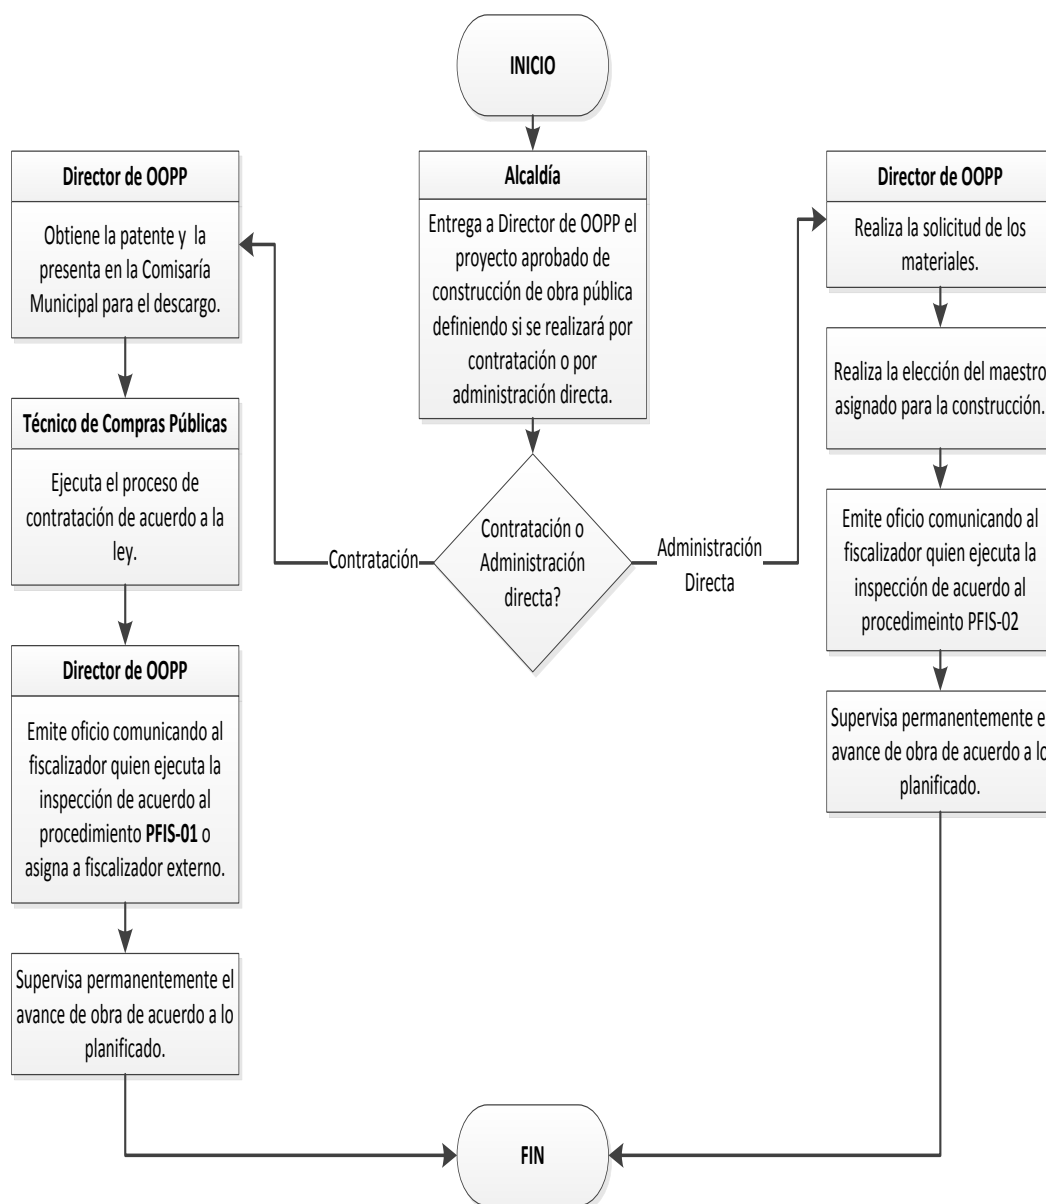 INICIO
Alcaldía
Entrega a Director de OOPP el
proyecto aprobado de
construcción de obra pública
definiendo si se realizará por
contratación o por
administración directa.
Contratación o
Administración
directa?
Contratación
Director de OOPP
Obtiene la patente y la
presenta en la Comisaría
Municipal para el descargo.
Técnico de Compras Públicas
Ejecuta el proceso de
contratación de acuerdo a la
ley.
Director de OOPP
Emite oficio comunicando al
fiscalizador quien ejecuta la
inspección de acuerdo al
procedimiento PFIS-01 o
asigna a fiscalizador externo.
Supervisa permanentemente el
avance de obra de acuerdo a lo
planificado.
Administración
Directa
Director de OOPP
Realiza la solicitud de los
materiales.
Realiza la elección del maestro
asignado para la construcción.
Emite oficio comunicando al
fiscalizador quien ejecuta la
inspección de acuerdo al
procedimeinto PFIS-02
Supervisa permanentemente e
avance de obra de acuerdo a lo
planificado.
FIN